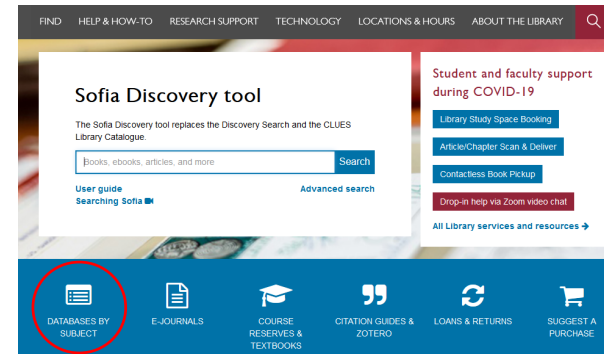 FIND HELP & HOW-TO RESEARCH SUPPORT TECHNOLOGY LOCATIONS & HOURS ABOUT THE LIBRARY
Sofia Discovery tool
The Sofia Discovery tool replaces the Discovery Search and the CLUES
Library Catalogue.
Books, ebooks, articles, and more Search
User guide Advanced search
Searching Sofia
Student and faculty support
during COVID-19
Library Study Space Booking
Article/Chapter Scan & Deliver
Contactless Book Pickup
Drop-in help via Zoom video chat
All Library services and resources →
DATABASES BY
SUBJECT
E-JOURNALS
COURSE
RESERVES &
TEXTBOOKS
CITATION GUIDES &
ZOTERO
LOANS & RETURNS
SUGGEST A
PURCHASE